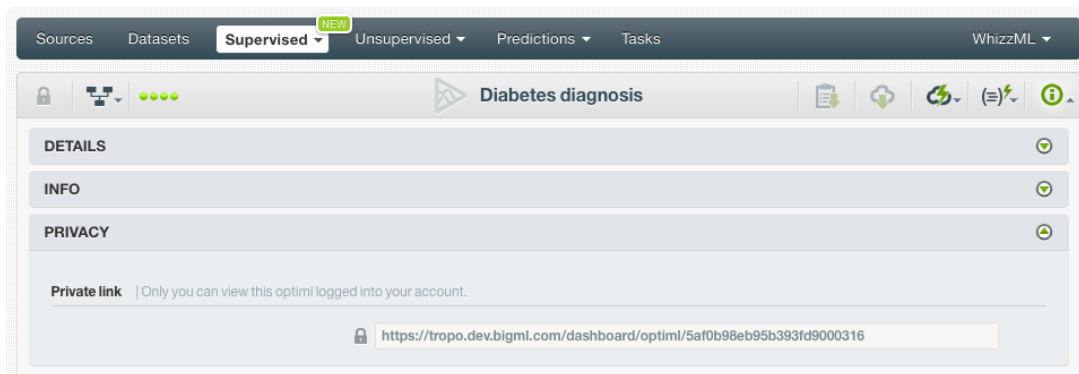 NEW
Sources Datasets Supervised Unsupervised Predictions Tasks WhizzML
Diabetes diagnosis
DETAILS
INFO
PRIVACY
Private link | Only you can view this optiml logged into your account.
https://tropo.dev.bigml.com/dashboard/optiml/5af0b98eb95b393fd9000316